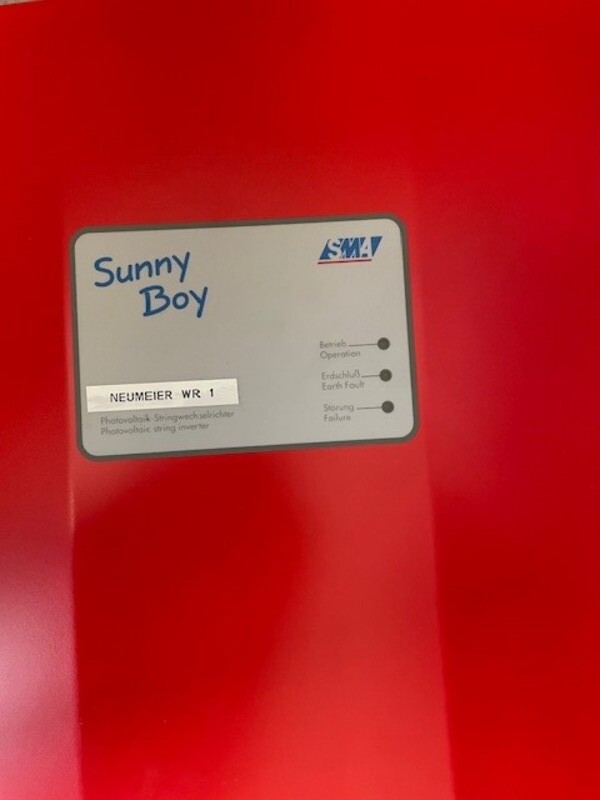 Sunny
Boy
SMA
Betrieb
Operation
Erdschluß
Earth Fault
Störung
Failure
NEUMEIER WR 1
Photovoltaik Stringwechselrichter
Photovoltaic string inverter